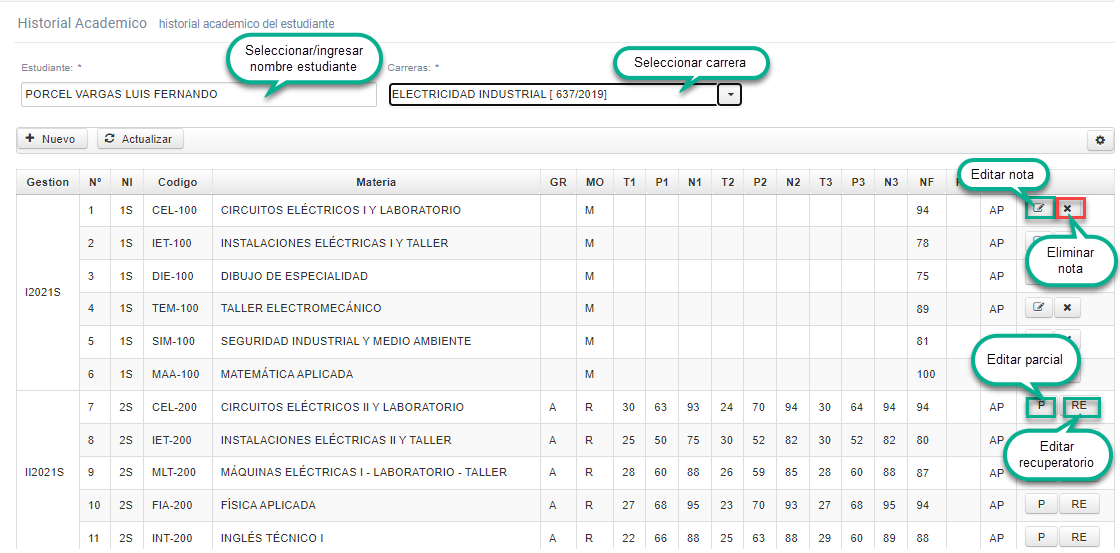 Historial Academico historial academico del estudiante
Seleccionar/ingresar
nombre estudiante
Seleccionar carrera
Estudiante: * Carreras: *
PORCEL VARGAS LUIS FERNANDO ELECTRICIDAD INDUSTRIAL [ 637/2019]
Nuevo Actualizar
Editar nota
Gestion Nº NI Codigo Materia GR MO T1 P1 N1 T2 P2 N2 T3 P3 N3 NF
I2021S
1 1S CEL-100 CIRCUITOS ELÉCTRICOS I Y LABORATORIO M 94 AP
2 1S IET-100 INSTALACIONES ELÉCTRICAS I Y TALLER M 78 AP
Eliminar
nota
3 1S DIE-100 DIBUJO DE ESPECIALIDAD M 75 AP
4 1S TEM-100 TALLER ELECTROMECÁNICO M 89 AP
5 1S SIM-100 SEGURIDAD INDUSTRIAL Y MEDIO AMBIENTE M 81 AP
Editar parcial
6 1S MAA-100 MATEMÁTICA APLICADA M 100 AP
II2021S
7 2S CEL-200 CIRCUITOS ELÉCTRICOS II Y LABORATORIO A R 30 63 93 24 70 94 30 64 94 94 AP P RE
8 2S IET-200 INSTALACIONES ELÉCTRICAS II Y TALLER A R 25 50 75 30 52 82 30 52 82 80 AP
Editar
recuperatorio
9 2S MLT-200 MÁQUINAS ELÉCTRICAS I - LABORATORIO - TALLER A R 28 60 88 26 59 85 28 60 88 87 AP
10 2S FIA-200 FÍSICA APLICADA A R 27 68 95 23 70 93 27 68 95 94 AP P RE
11 2S INT-200 INGLÉS TÉCNICO I A R 22 66 88 25 63 88 29 60 89 88 AP P RE